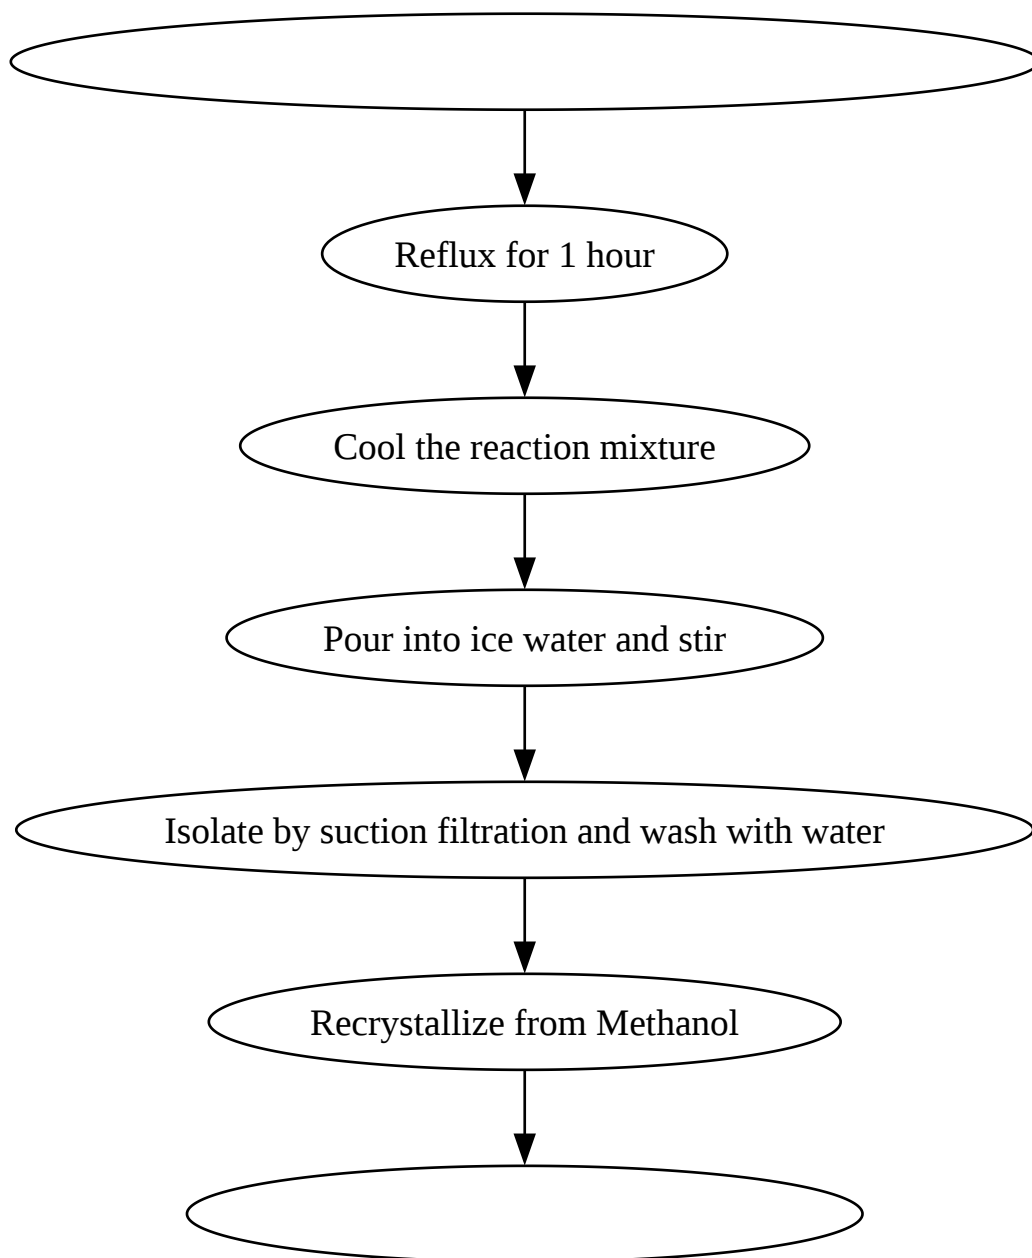 Reflux for 1 hour
Cool the reaction mixture
Pour into ice water and stir
Isolate by suction filtration and wash with water
Recrystallize from Methanol